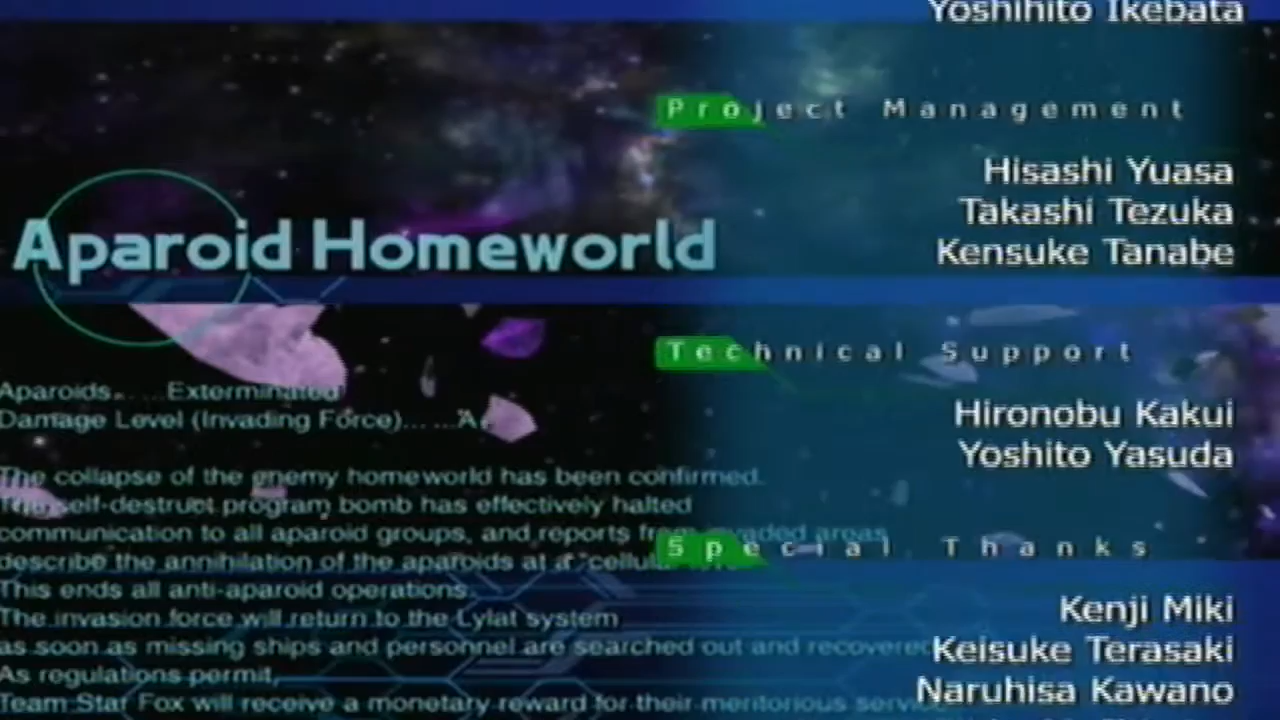 Yoshihito Ikebata
Project Management
Hisashi Yuasa
Takashi Tezuka
Kensuke Tanabe
Aparoid Homeworld
Technical Support
Hironobu Kakui
Yoshito Yasuda
Aparoids... ...Exterminated
Damage Level (Invading Force)... ...A
The collapse of the enemy homeworld has been confirmed.
The self-destruct program bomb has effectively halted
communication to all aparoid groups, and reports from invaded areas
describe the annihilation of the aparoids at a "cellular
Special Thanks
This ends all anti-aparoid operations.
The invasion force will return to the Lylat system
as soon as missing ships and personnel are searched out and recovered
As regulations permit,
Team Star Fox will receive a monetary reward for their meritorious
Kenji Miki
Keisuke Terasaki
Naruhisa Kawano